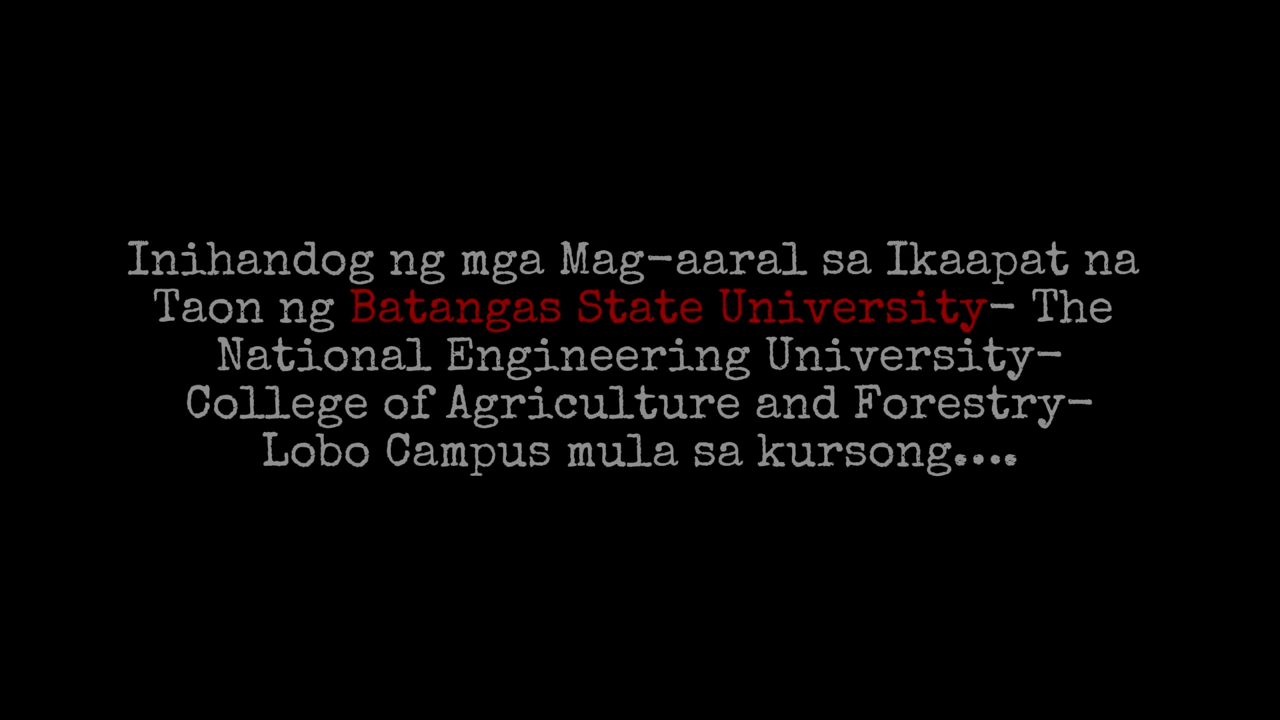 Inihandog ng mga Mag-aaral sa Ikaapat na
Taon ng Batangas State University- The
National Engineering University-
College of Agriculture and Forestry-
Lobo Campus mula sa kursong....